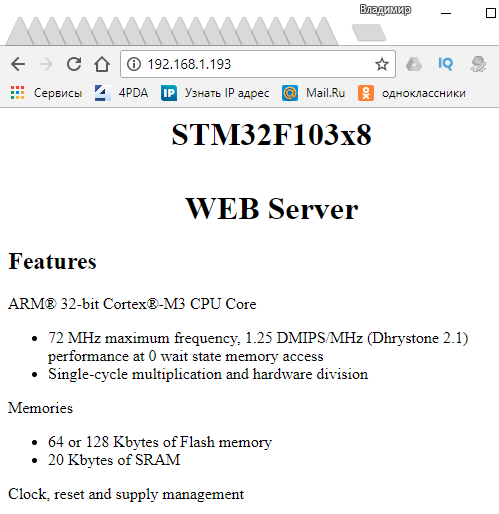 Владимир
192.168.1.193
IQ
Сервисы
4PDA
IP
Узнать IP адрес
@
Mail.Ru
одноклассники
STM32F103x8
WEB Server
Features
ARM® 32-bit Cortex®-M3 CPU Core
• 72 MHz maximum frequency, 1.25 DMIPS/MHz (Dhrystone 2.1)
performance at 0 wait state memory access
• Single-cycle multiplication and hardware division
Memories
• 64 or 128 Kbytes of Flash memory
• 20 Kbytes of SRAM
Clock, reset and supply management